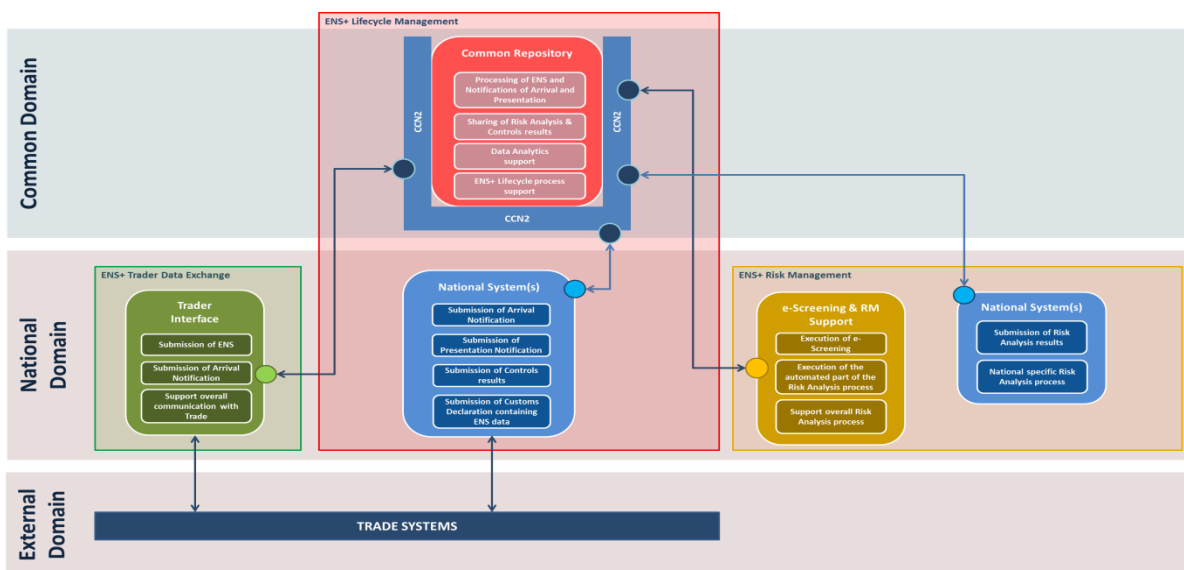 ENS+ Lifecycle Management
Common Domain
Common Repository
Processing of ENS and
Notifications of Arrival and
Presentation
Sharing of Risk Analysis &
Controls results
Data Analytics
support
ENS+ Lifecycle process
support
CCN2
CCN2
CCN2
National
Domain
ENS+ Trader Data Exchange
Trader
Interface
Submission of ENS
Submission of Arrival
Notification
Support overall
communication with
Trade
National System(s)
Submission of Arrival
Notification
Submission of
Presentation Notification
Submission of Controls
results
Submission of Customs
Declaration containing
ENS data
ENS+ Risk Management
e-Screening & RM
Support
Execution of e-
Screening
Execution of the
automated part of the
Risk Analysis process
Support overall Risk
Analysis process
National System(s)
Submission of Risk
Analysis results
National specific Risk
Analysis process
External
Domain
TRADE SYSTEMS